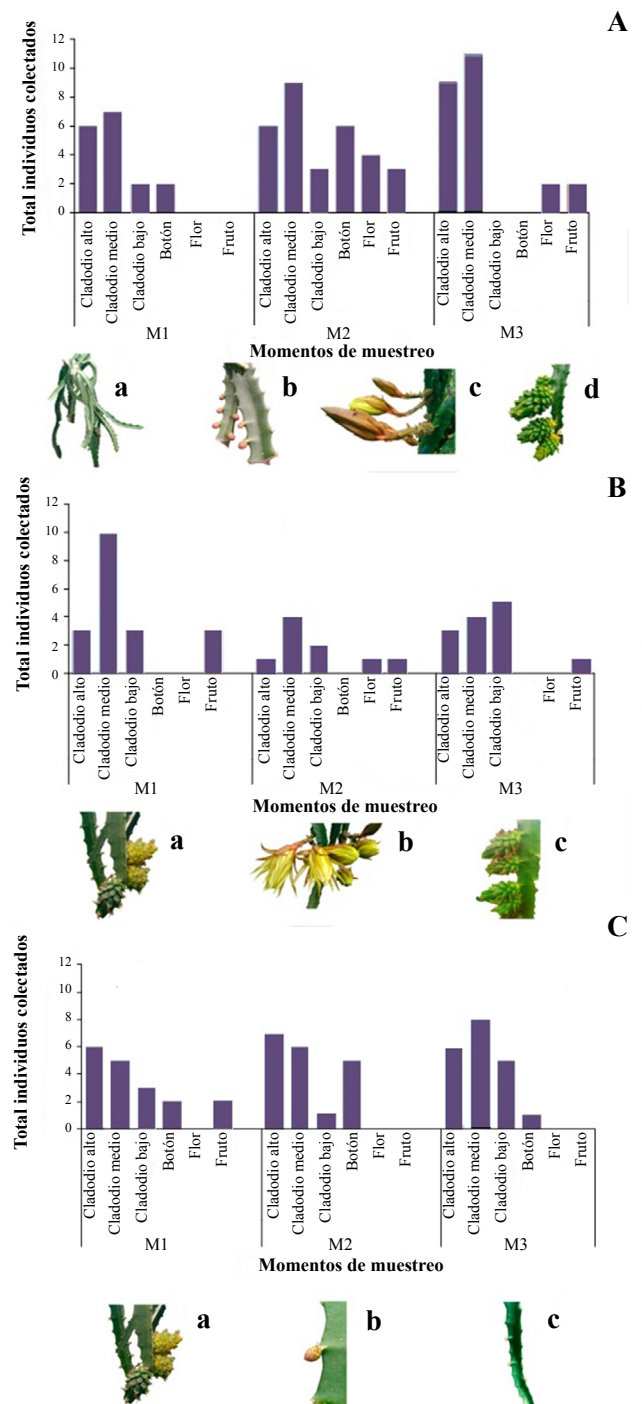 A
Total individuos colectados
12
10
8
6
4
2
0
Cladodio alto
Cladodio medio
Cladodio bajo
Botón
Flor
Fruto
Cladodio alto
Cladodio medio
Cladodio bajo
Botón
Flor
Fruto
Cladodio alto
Cladodio medio
Cladodio bajo
Botón
Flor
Fruto
M1 M2 M3
Momentos de muestreo
a b c d
B
Total individuos colectados
12
10
8
6
4
2
0
Cladodio alto
Cladodio medio
Cladodio bajo
Botón
Flor
Fruto
Cladodio alto
Cladodio medio
Cladodio bajo
Botón
Flor
Fruto
Cladodio alto
Cladodio medio
Cladodio bajo
Flor
Fruto
M1 M2 M3
Momentos de muestreo
a b c
C
Total individuos colectados
12
10
8
6
4
2
0
Cladodio alto
Cladodio medio
Cladodio bajo
Botón
Flor
Fruto
Cladodio alto
Cladodio medio
Cladodio bajo
Botón
Flor
Fruto
Cladodio alto
Cladodio medio
Cladodio bajo
Botón
Flor
Fruto
M1 M2 M3
Momentos de muestreo
a b c